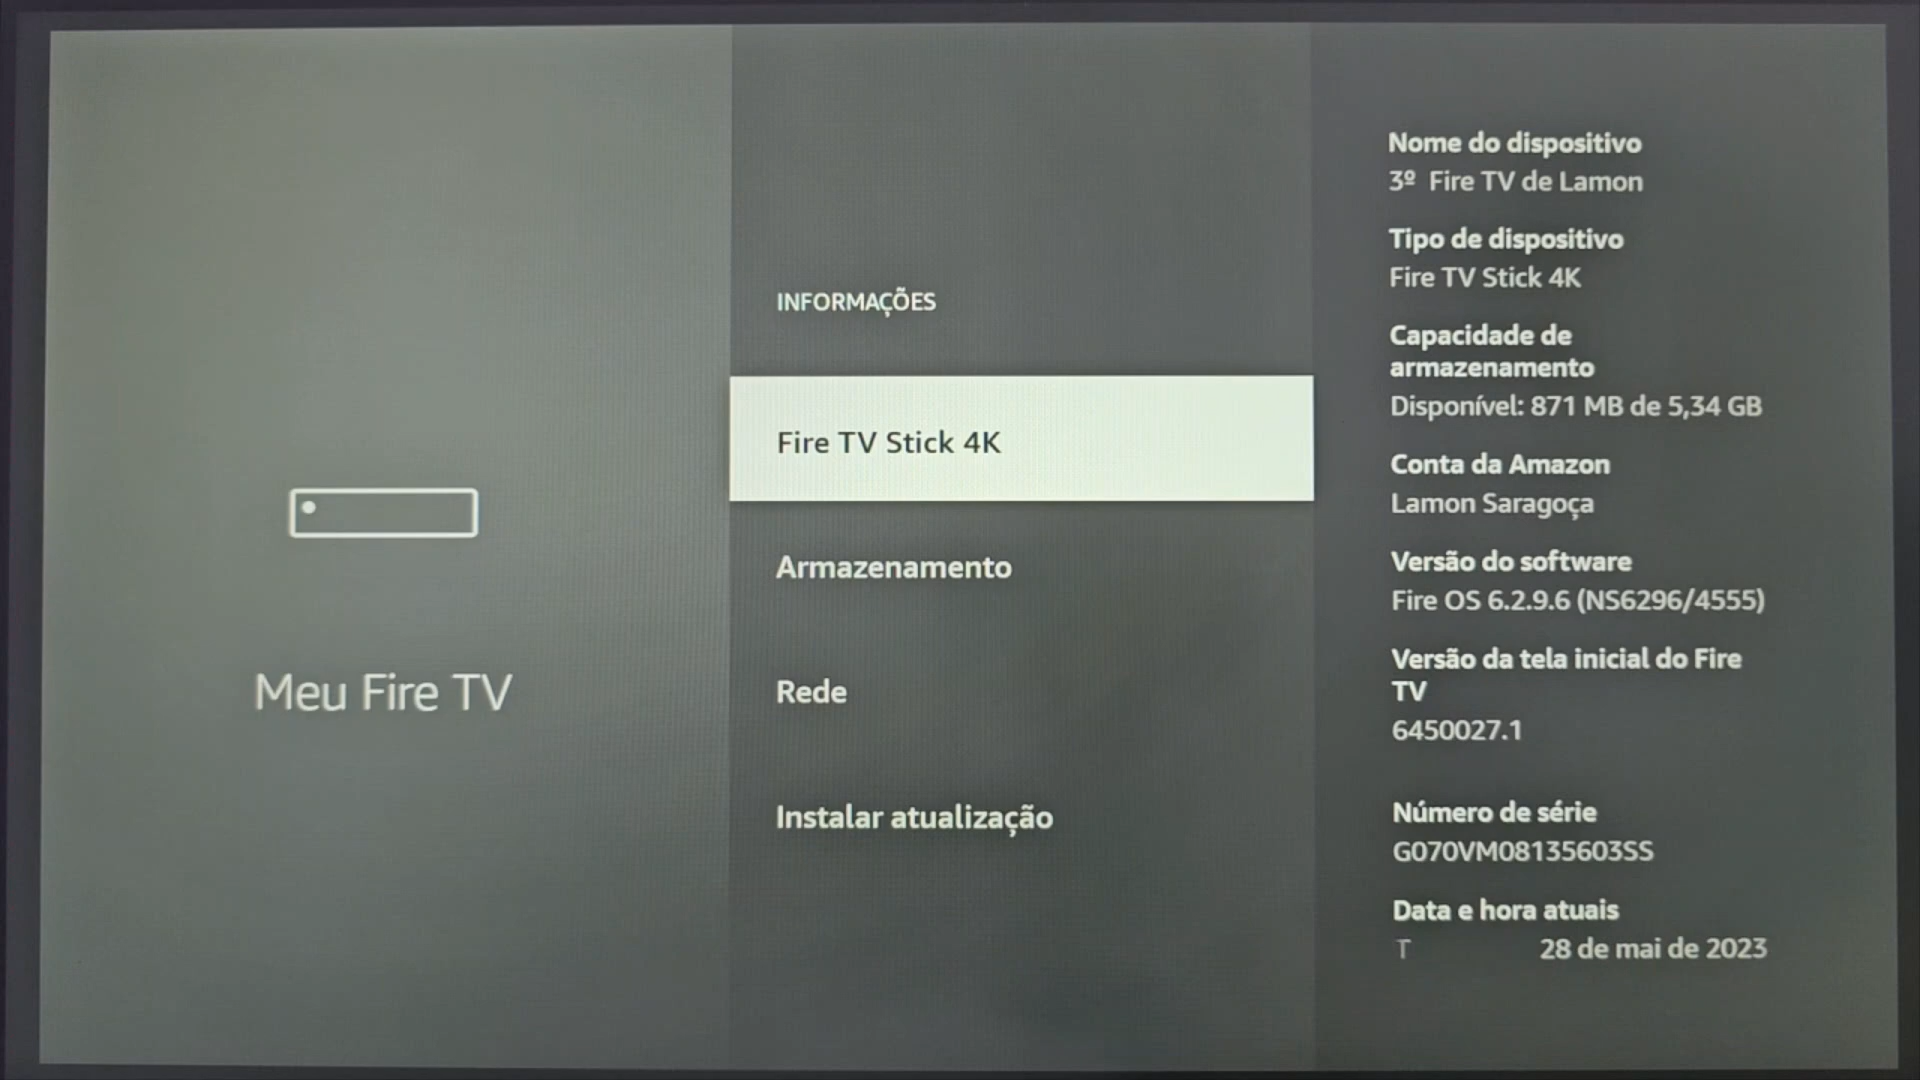 Meu Fire TV
INFORMAÇÕES
Fire TV Stick 4K
Armazenamento
Rede
Instalar atualização
Nome do dispositivo
3º Fire TV de Lamon
Tipo de dispositivo
Fire TV Stick 4K
Capacidade de
armazenamento
Disponível: 871 MB de 5,34 GB
Conta da Amazon
Lamon Saragoça
Versão do software
Fire OS 6.2.9.6 (NS6296/4555)
Versão da tela inicial do Fire
TV
6450027.1
Número de série
G070VM08135603SS
Data e hora atuais
T 28 de mai de 2023